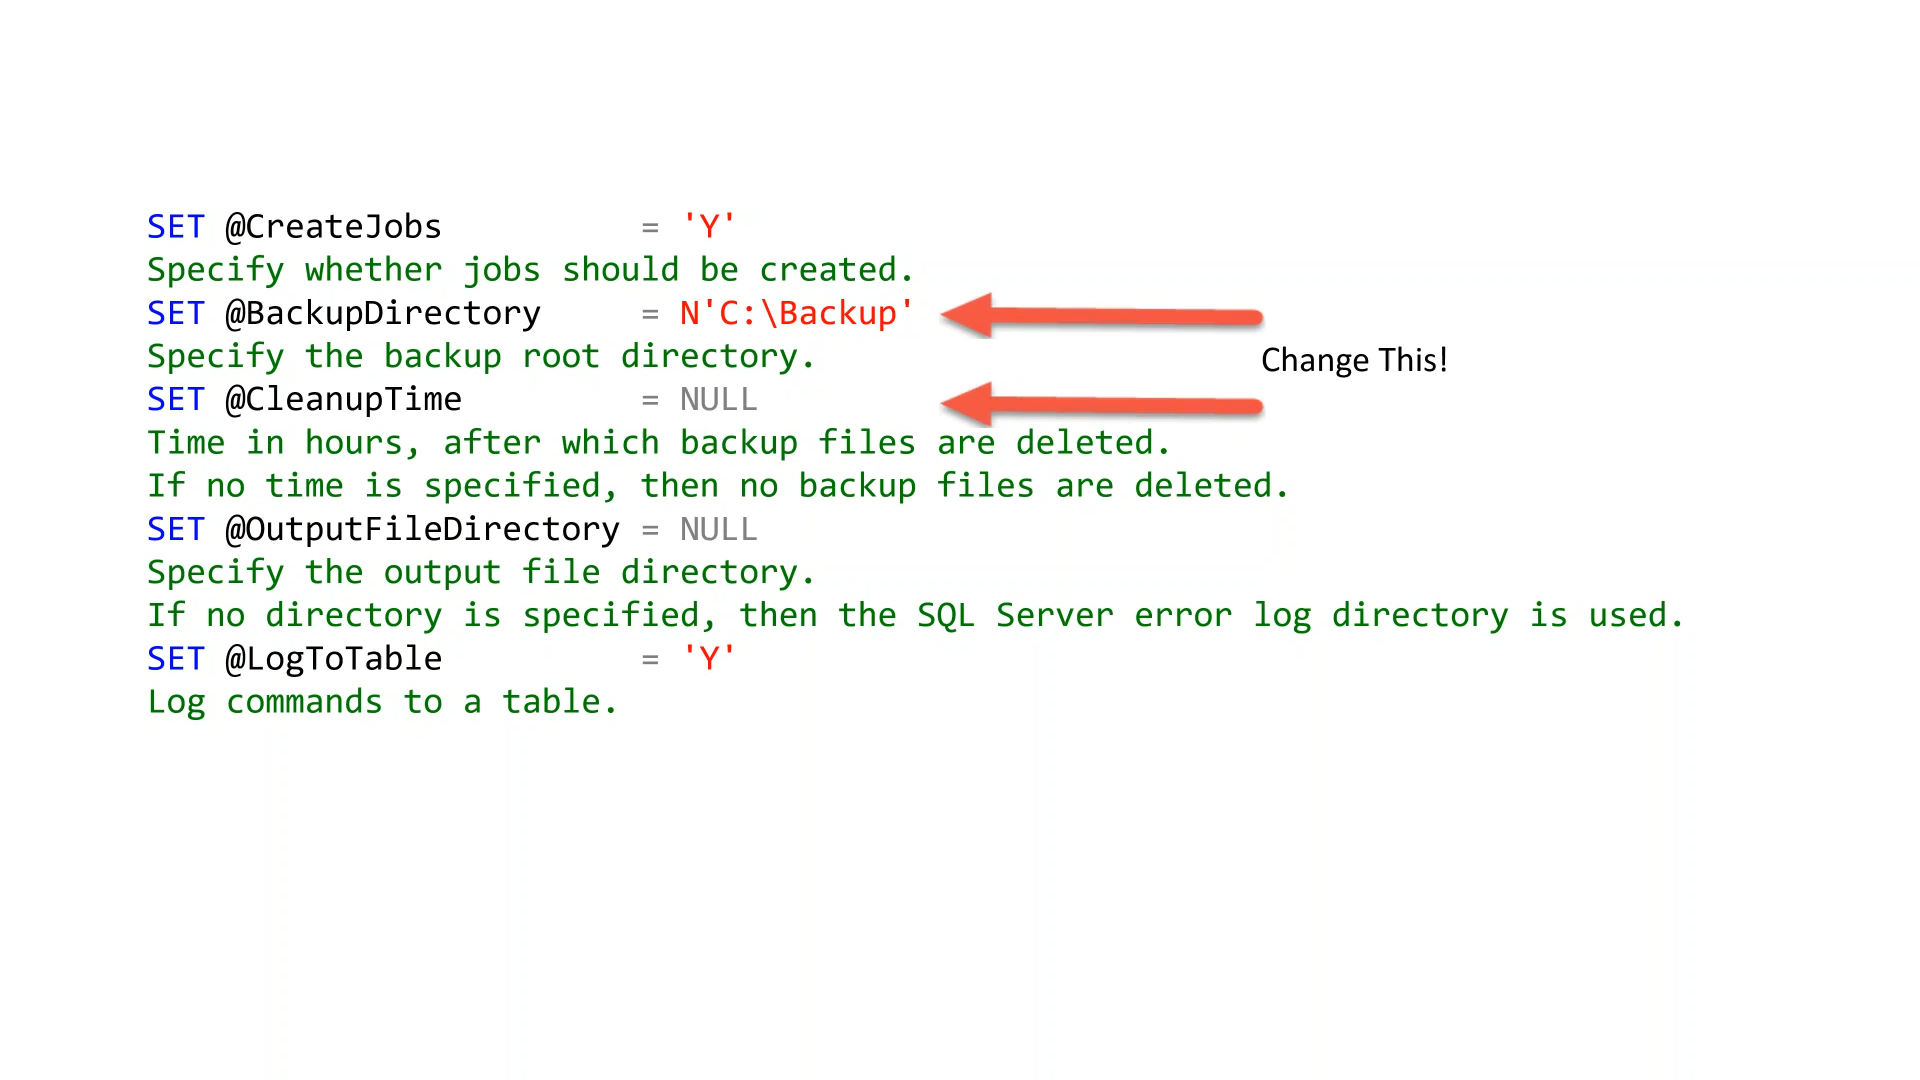 SET @CreateJobs = 'Y'
Specify whether jobs should be created.
SET @BackupDirectory = N'C:\Backup'
Specify the backup root directory.
Change This!
SET @CleanupTime = NULL
Time in hours, after which backup files are deleted.
If no time is specified, then no backup files are deleted.
SET @OutputFileDirectory = NULL
Specify the output file directory.
If no directory is specified, then the SQL Server error log directory is used.
SET @LogToTable = 'Y'
Log commands to a table.